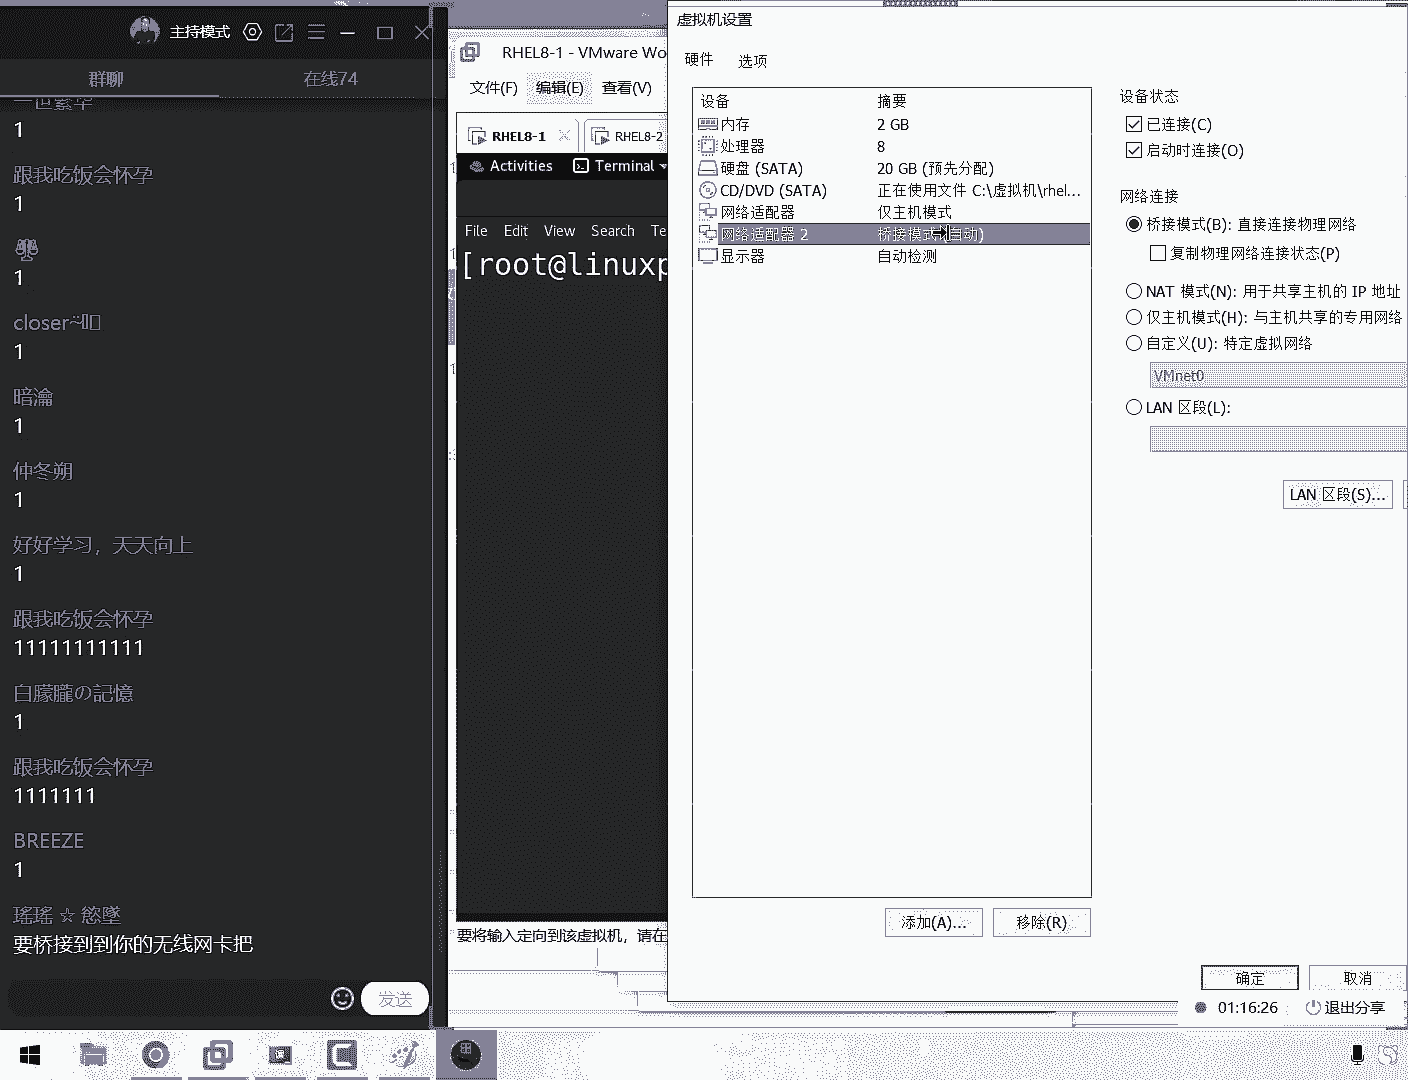 主持模式
群聊
在线74
一世繁华
1
跟我吃饭会怀孕
1
1
closer
1
暗瀹
1
仲冬朔
1
好好学习，天天向上
1
跟我吃饭会怀孕
11111111111
白朦朧の記憶
1
跟我吃饭会怀孕
1111111
BREEZE
1
瑤瑤 ☆ 慾墜
要桥接到到你的无线网卡把
发送
RHEL8-1 - VMware Wo
文件(F) 编辑(E) 查看(V)
RHEL8-1
RHEL8-2
Activities
Terminal
File Edit View Search Te
[root@linuxp
要将输入定向到该虚拟机，请在
虚拟机设置
硬件
选项
设备 摘要
内存 2 GB
处理器 8
硬盘 (SATA) 20 GB (预先分配)
CD/DVD (SATA) 正在使用文件 C:\虚拟机\rhel...
网络适配器 仅主机模式
网络适配器 2 桥接模式(自动)
显示器 自动检测
添加(A)...
移除(R)
设备状态
已连接(C)
启动时连接(O)
网络连接
桥接模式(B): 直接连接物理网络
复制物理网络连接状态(P)
NAT 模式(N): 用于共享主机的 IP 地址
仅主机模式(H): 与主机共享的专用网络
自定义(U): 特定虚拟网络
VMnet0
LAN 区段(L):
LAN 区段(S)...
确定
取消
01:16:26
退出分享